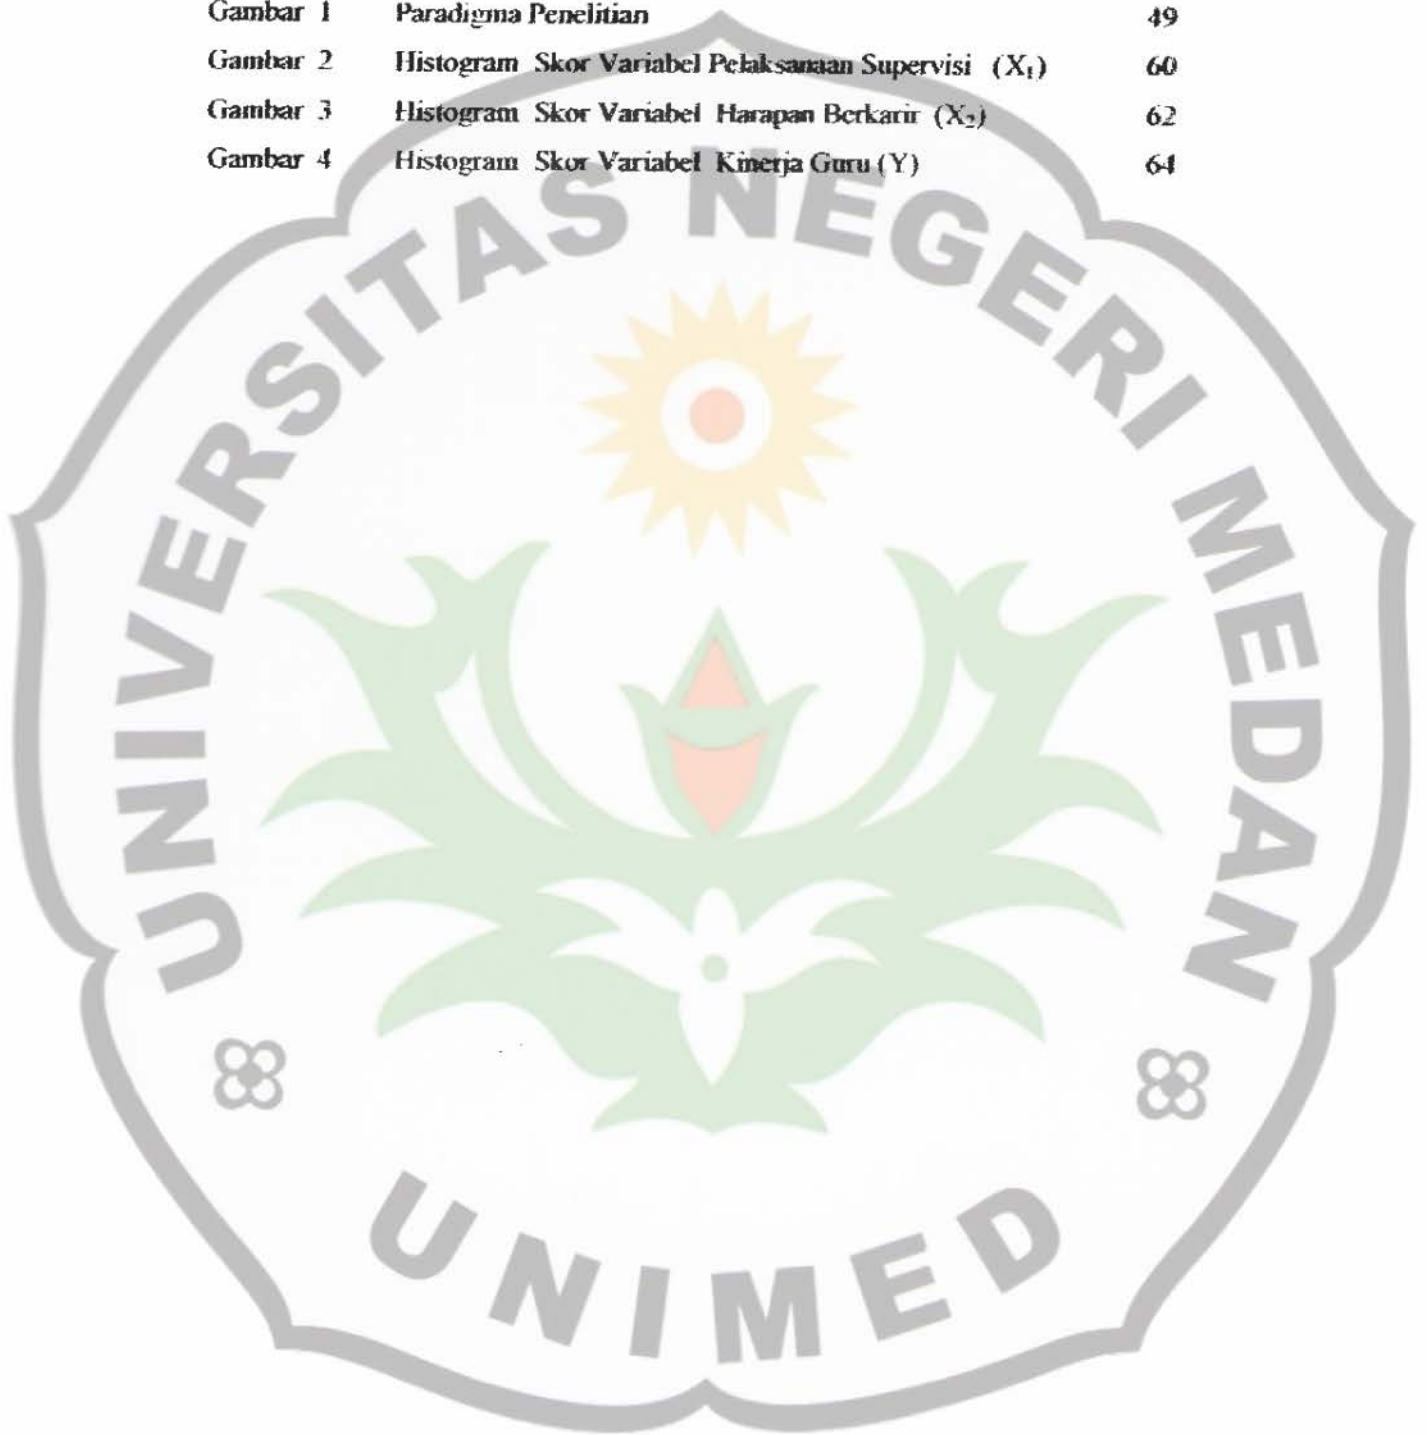 Gambar 1 Paradigma Penelitian 49
Gambar 2 Histogram Skor Variabel Pelaksanaan Supervisi (X₁) 60
Gambar 3 Histogram Skor Variabel Harapan Berkarir (X₂) 62
Gambar 4 Histogram Skor Variabel Kinerja Guru (Y) 64
UNIVERSITAS NEGERI MEDAN
UNIMED